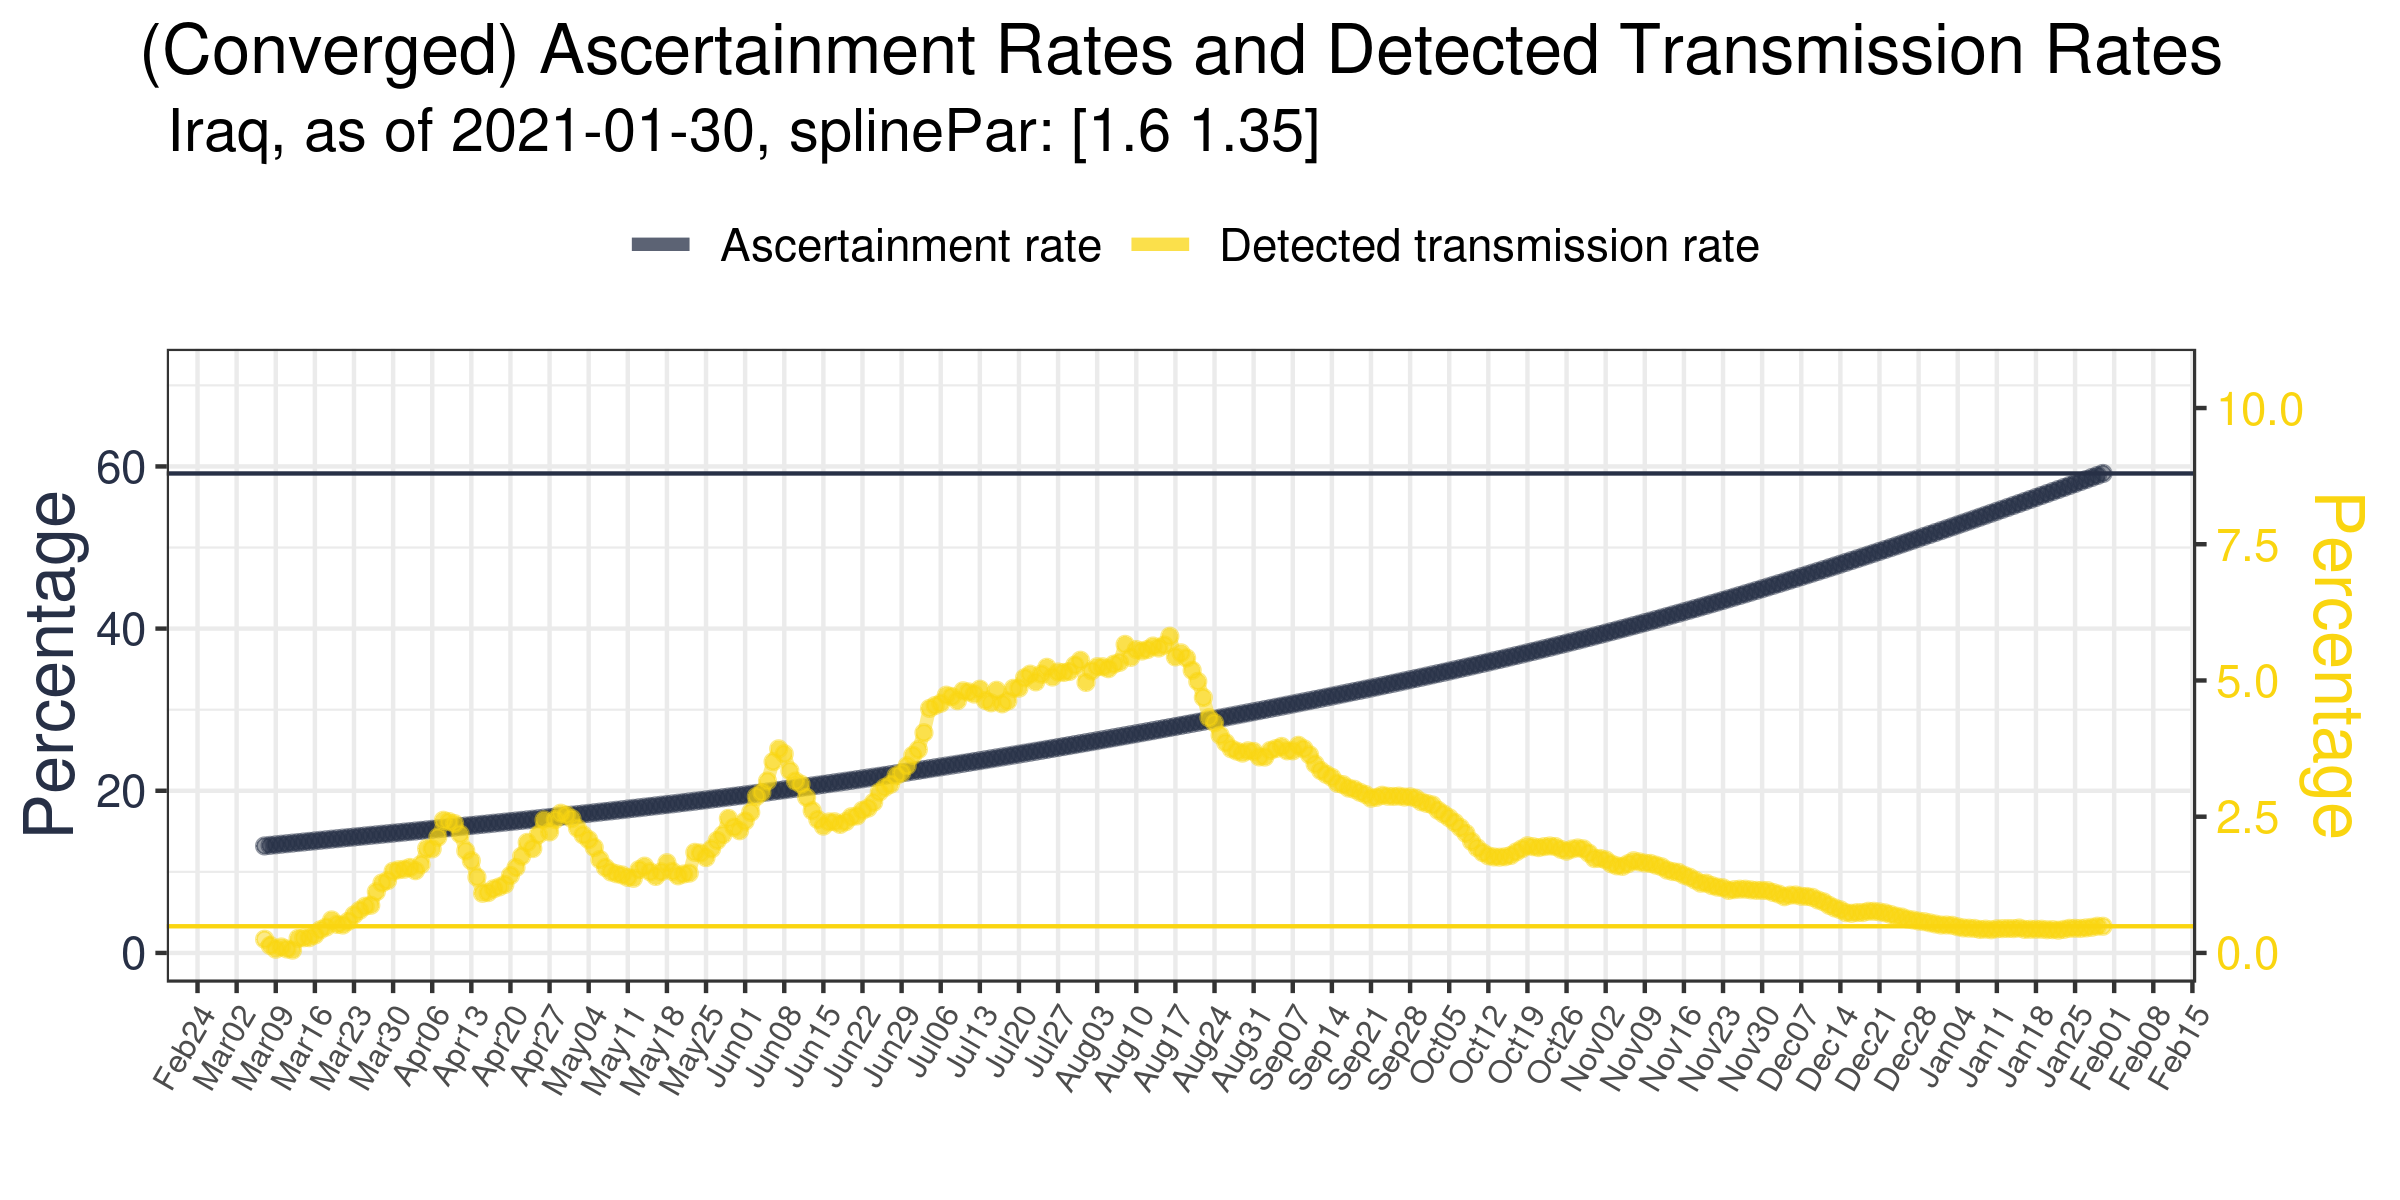 (Converged) Ascertainment Rates and Detected Transmission Rates
Iraq, as of 2021-01-30, splinePar: [1.6 1.35]
Ascertainment rate
Detected transmission rate
Percentage
60
40
20
0
10.0
7.5
5.0
2.5
0.0
Percentage
Feb24
Mar02
Mar09
Mar16
Mar23
Mar30
Apr06
Apr13
Apr20
Apr27
May04
May11
May18
May25
Jun01
Jun08
Jun15
Jun22
Jun29
Jul06
Jul13
Jul20
Jul27
Aug03
Aug10
Aug17
Aug24
Aug31
Sep07
Sep14
Sep21
Sep28
Oct05
Oct12
Oct19
Oct26
Nov02
Nov09
Nov16
Nov23
Nov30
Dec07
Dec14
Dec21
Dec28
Jan04
Jan11
Jan18
Jan25
Feb01
Feb08
Feb15